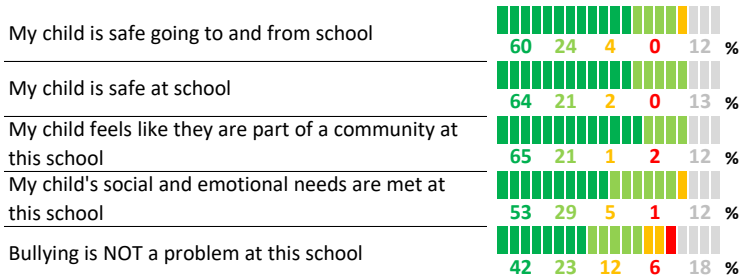 My child is safe going to and from school
60 24 4 0 12 %
My child is safe at school
64 21 2 0 13 %
My child feels like they are part of a community at
this school
65 21 1 2 12 %
My child's social and emotional needs are met at
this school
53 29 5 1 12 %
Bullying is NOT a problem at this school
42 23 12 6 18 %